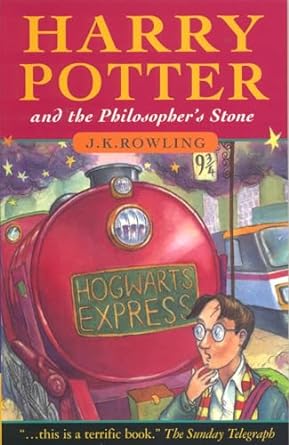 HARRY
POTTER
and the Philosopher's Stone
J.K.ROWLING
9¾
HOGWARTS
EXPRESS
"...this is a terrific book." The Sunday Telegraph